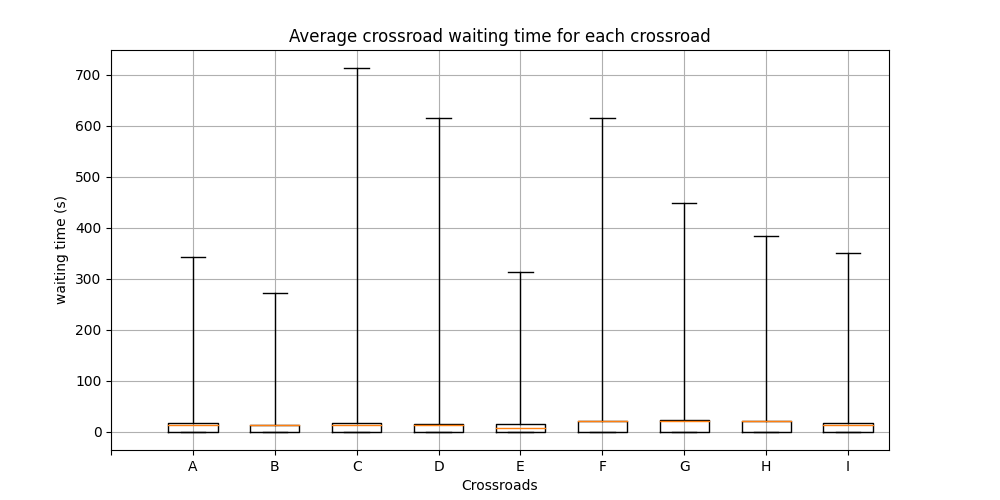 Average crossroad waiting time for each crossroad
waiting time (s)
700
600
500
400
300
200
100
0
A B C D E F G H I
Crossroads